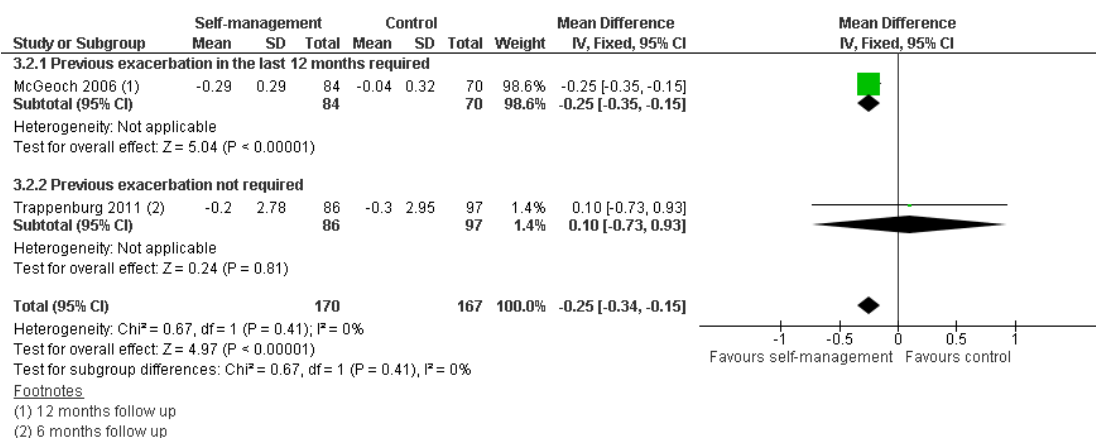 Self-management Control Mean Difference Mean Difference
Study or Subgroup Mean SD Total Mean SD Total Weight IV, Fixed, 95% CI IV, Fixed, 95% CI
3.2.1 Previous exacerbation in the last 12 months required
McGeoch 2006 (1) -0.29 0.29 84 -0.04 0.32 70 98.6% -0.25 [-0.35, -0.15]
Subtotal (95% CI) 84 70 98.6% -0.25 [-0.35, -0.15]
Heterogeneity: Not applicable
Test for overall effect: Z = 5.04 (P < 0.00001)
3.2.2 Previous exacerbation not required
Trappenburg 2011 (2) -0.2 2.78 86 -0.3 2.95 97 1.4% 0.10 [-0.73, 0.93]
Subtotal (95% CI) 86 97 1.4% 0.10 [-0.73, 0.93]
Heterogeneity: Not applicable
Test for overall effect: Z = 0.24 (P = 0.81)
Total (95% CI) 170 167 100.0% -0.25 [-0.34, -0.15]
Heterogeneity: Chi² = 0.67, df = 1 (P = 0.41); I² = 0%
Test for overall effect: Z = 4.97 (P < 0.00001)
Test for subgroup differences: Chi² = 0.67, df = 1 (P = 0.41), I² = 0%
-1 -0.5 0 0.5 1
Favours self-management Favours control
Footnotes
(1) 12 months follow up
(2) 6 months follow up